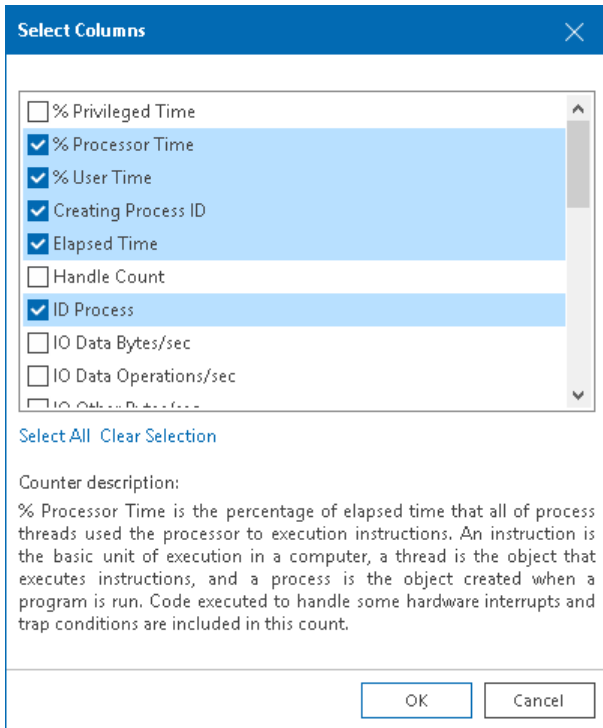 Select Columns
% Privileged Time
% Processor Time
% User Time
Creating Process ID
Elapsed Time
Handle Count
ID Process
IO Data Bytes/sec
IO Data Operations/sec
IO Other Bytes/sec
Select All Clear Selection
Counter description:
% Processor Time is the percentage of elapsed time that all of process
threads used the processor to execution instructions. An instruction is
the basic unit of execution in a computer, a thread is the object that
executes instructions, and a process is the object created when a
program is run. Code executed to handle some hardware interrupts and
trap conditions are included in this count.
OK
Cancel